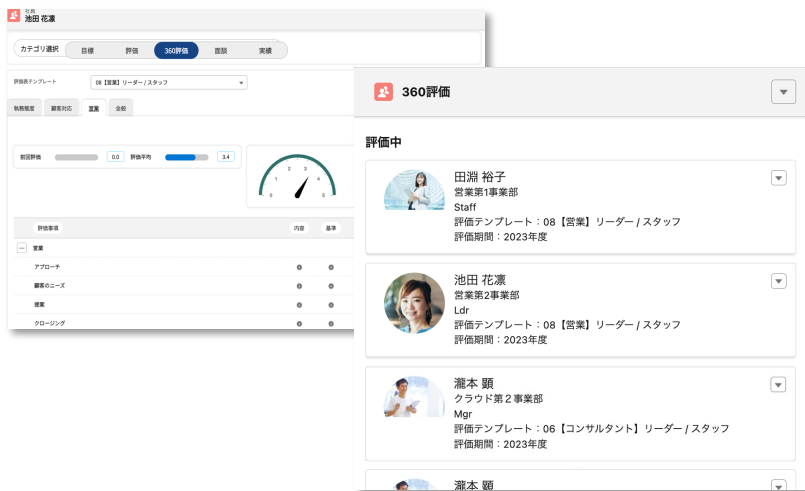 社員
池田 花凛
カテゴリ選択
目標
評価
360評価
面談
実績
評価表テンプレート
08【営業】リーダー / スタッフ
執務態度
顧客対応
営業
全般
前回評価
0.0
評価平均
3.4
0
1
2
3
4
5
評価事項
内容
基準
営業
アプローチ
顧客のニーズ
提案
クロージング
360評価
評価中
田淵 裕子
営業第1事業部
Staff
評価テンプレート：08【営業】リーダー / スタッフ
評価期間：2023年度
池田 花凛
営業第2事業部
Ldr
評価テンプレート：08【営業】リーダー / スタッフ
評価期間：2023年度
瀧本 顕
クラウド第２事業部
Mgr
評価テンプレート：06【コンサルタント】リーダー / スタッフ
評価期間：2023年度
瀧本 顕